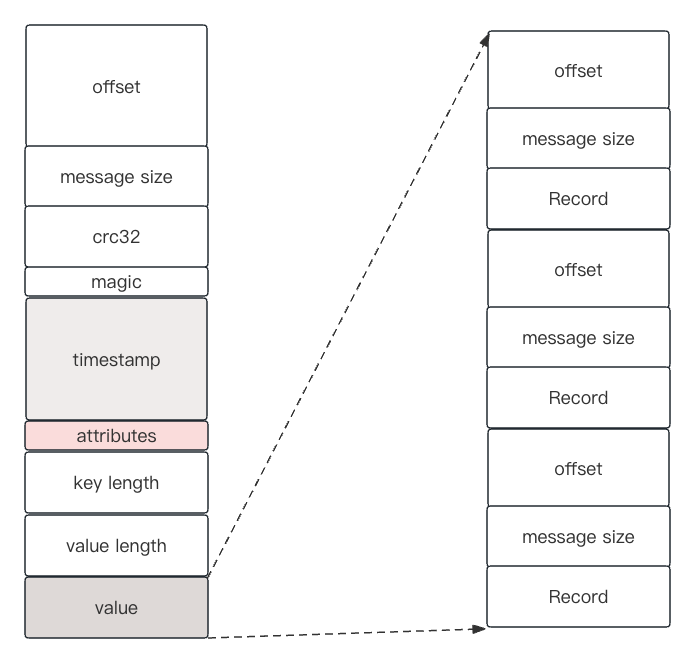 offset
message size
crc32
magic
timestamp
attributes
key length
value length
value
offset
message size
Record
offset
message size
Record
offset
message size
Record